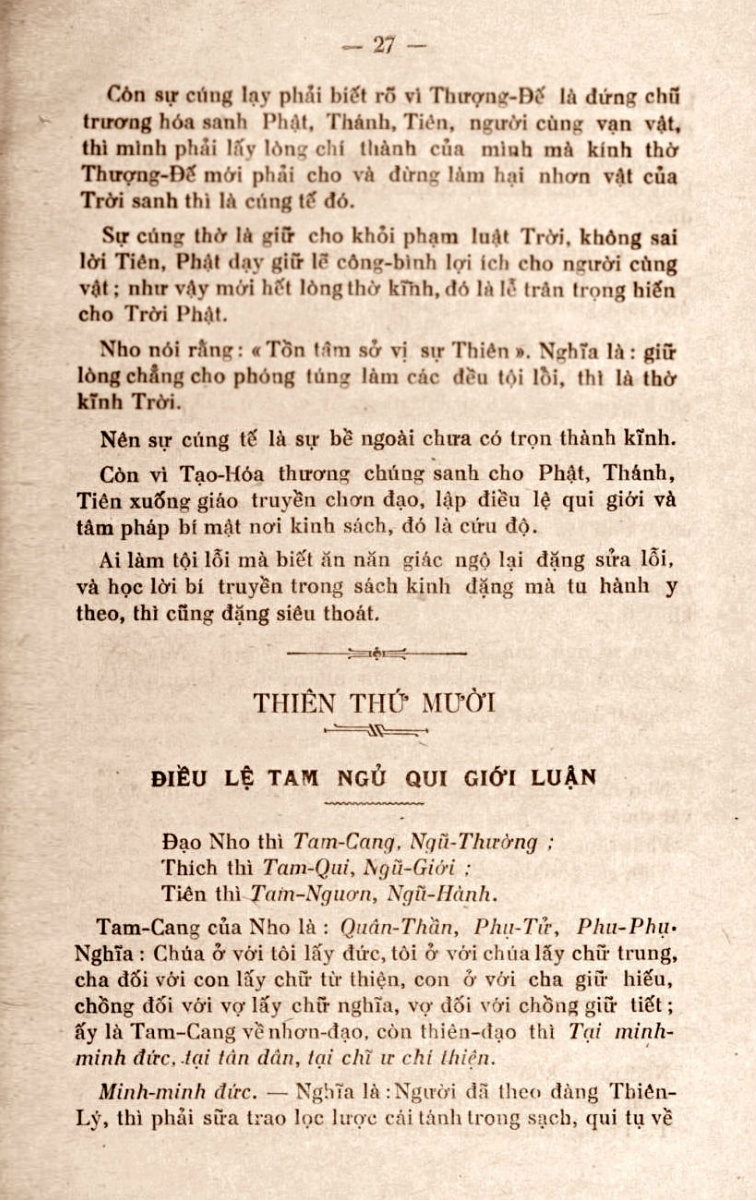 — 27 —
Còn sự cúng lạy phải biết rõ vì Thượng-Đế là đứng chũ
trương hóa sanh Phật, Thánh, Tiên, người cùng vạn vật,
thì mình phải lấy lòng chí thành của mình mà kính thờ
Thượng-Đế mới phải cho và đừng làm hại nhơn vật của
Trời sanh thì là cúng tế đó.
Sự cúng thờ là giữ cho khỏi phạm luật Trời, không sai
lời Tiên, Phật dạy giữ lẽ công-bình lợi ích cho người cùng
vật ; như vậy mới hết lòng thờ kĩnh, đó là lễ trân trọng hiến
cho Trời Phật.
Nho nói rằng : « Tồn tâm sở vị sự Thiên ». Nghĩa là : giữ
lòng chẳng cho phóng túng làm các đều tội lỗi, thì là thờ
kĩnh Trời.
Nên sự cúng tế là sự bề ngoài chưa có trọn thành kĩnh.
Còn vì Tạo-Hóa thương chúng sanh cho Phật, Thánh,
Tiên xuống giáo truyền chơn đạo, lập điều lệ qui giới và
tâm pháp bí mật nơi kinh sách, đó là cứu độ.
Ai làm tội lỗi mà biết ăn năn giác ngộ lại đặng sửa lỗi,
và học lời bí truyền trong sách kinh đặng mà tu hành y
theo, thì cũng đặng siêu thoát.
THIÊN THỨ MƯỜI
ĐIỀU LỆ TAM NGỦ QUI GIỚI LUẬN
Đạo Nho thì Tam-Cang, Ngũ-Thường ;
Thích thì Tam-Qui, Ngũ-Giới ;
Tiên thì Tam-Nguơn, Ngũ-Hành.
Tam-Cang của Nho là : Quân-Thần, Phụ-Tử, Phu-Phụ.
Nghĩa : Chúa ở với tôi lấy đức, tôi ở với chúa lấy chữ trung,
cha đối với con lấy chữ từ thiện, con ở với cha giữ hiếu,
chồng đối với vợ lấy chữ nghĩa, vợ đối với chồng giữ tiết ;
ấy là Tam-Cang về nhơn-đạo, còn thiên-đạo thì Tại minh-
minh đức, tại tân dân, tại chĩ ư chí thiện.
Minh-minh đức. — Nghĩa là : Người đã theo đàng Thiên-
Lý, thì phải sữa trao lọc lược cái tánh trong sạch, qui tụ về